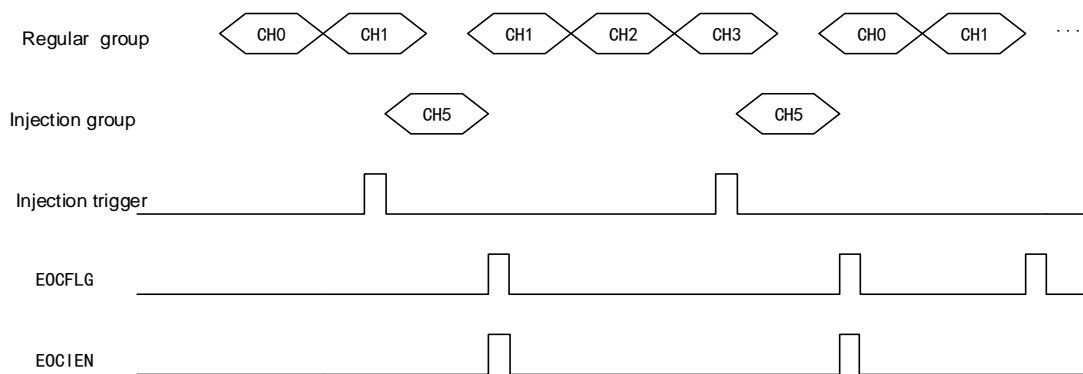 Regular group CH0 CH1 CH1 CH2 CH3 CH0 CH1 ...
Injection group CH5 CH5
Injection trigger
EOCFLG
EOCIEN